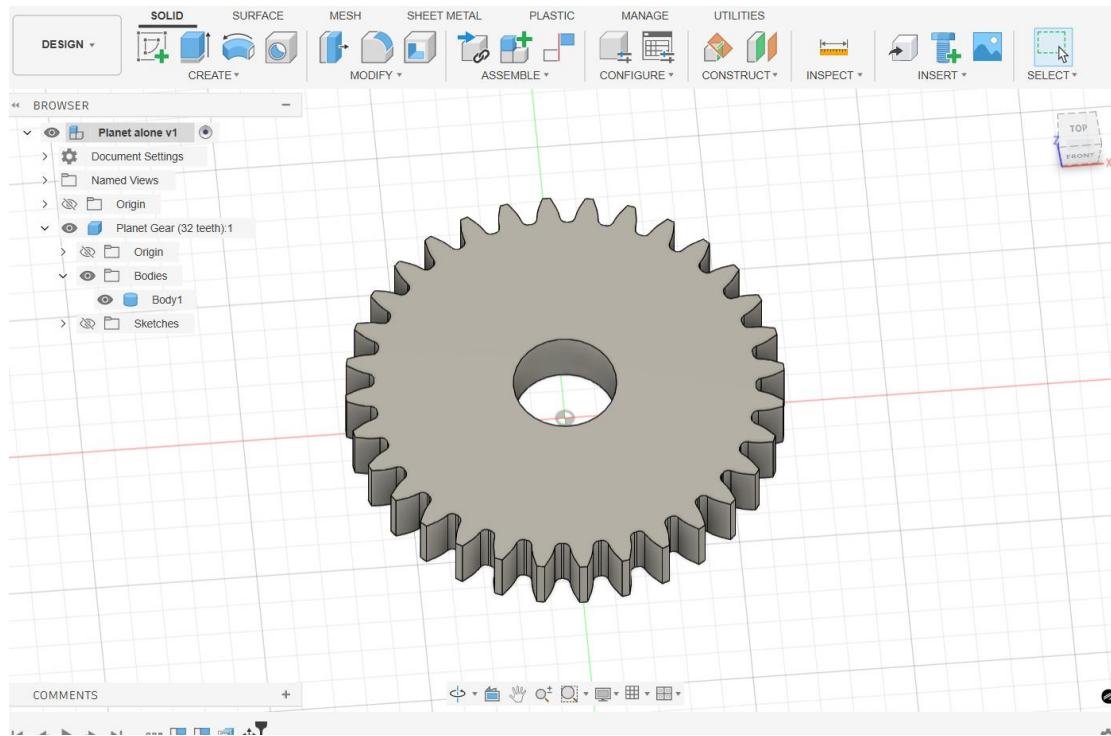 SOLID SURFACE MESH SHEET METAL PLASTIC MANAGE UTILITIES
DESIGN
CREATE MODIFY ASSEMBLE CONFIGURE CONSTRUCT INSPECT INSERT SELECT
BROWSER
Planet alone v1
Document Settings
Named Views
Origin
Planet Gear (32 teeth):1
Origin
Bodies
Body1
Sketches
TOP
FRONT
Z
X
COMMENTS